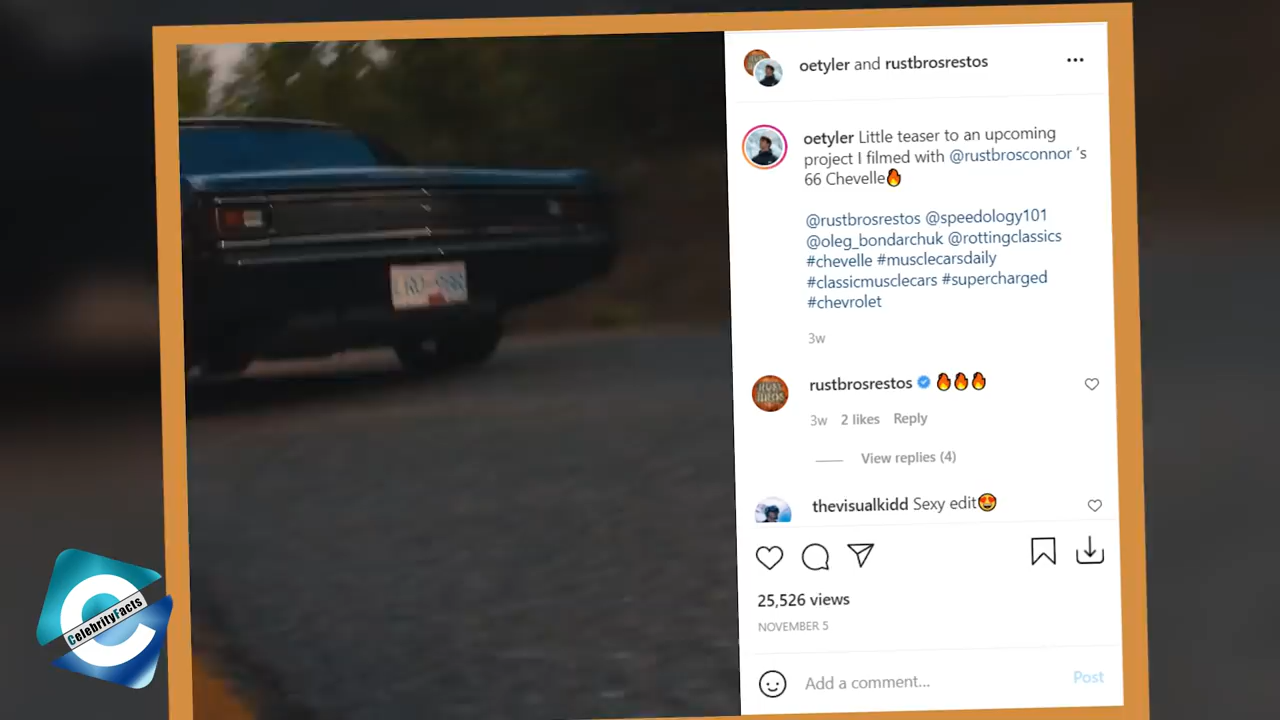 oetyler and rustbrosrestos
oetyler Little teaser to an upcoming
project I filmed with @rustbrosconnor 's
66 Chevelle🔥
@rustbrosrestos @speedology101
@oleg_bondarchuk @rottingclassics
#chevelle #musclecarsdaily
#classicmusclecars #supercharged
#chevrolet
3w
rustbrosrestos 🔥🔥🔥
3w 2 likes Reply
View replies (4)
thevisualkidd Sexy edit😍
25,526 views
NOVEMBER 5
Add a comment... Post
CelebrityFacts